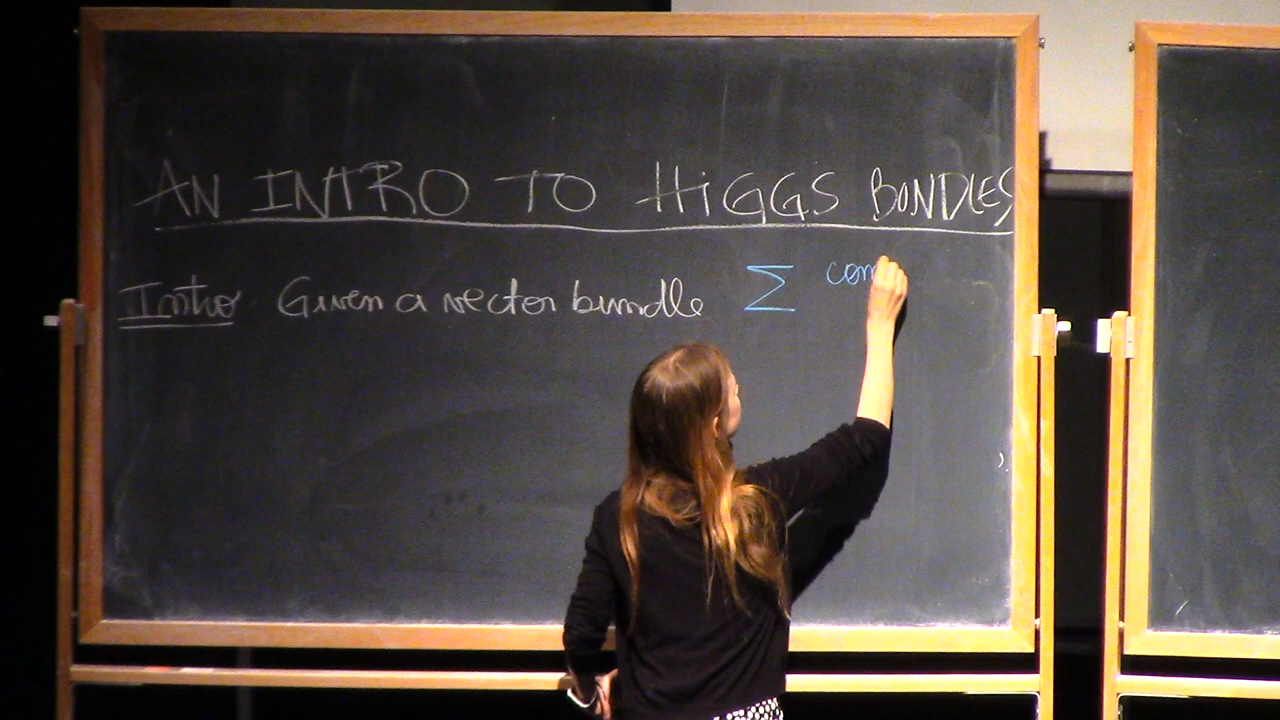 AN INTRO TO HIGGS BUNDLES
Intro Given a vector bundle Σ com